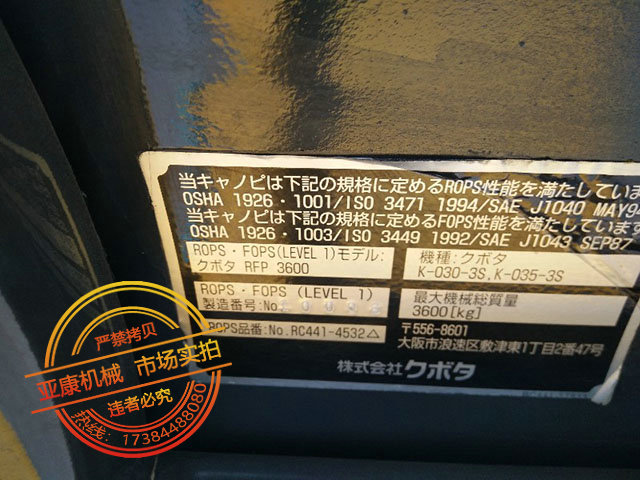 当キャノピは下記の規格に定めるROPS性能を満たしていま
OSHA 1926・1001/ISO 3471 1994/SAE J1040 MAY94
当キャノピは下記の規格に定めるFOPS性能を満たしていま
OSHA 1926・1003/ISO 3449 1992/SAE J1043 SEP87
ROPS・FOPS(LEVEL 1)モデル:
クボタ RFP 3600
機種:クボタ
K-030-3S,K-035-3S
ROPS・FOPS (LEVEL 1)
製造番号:No.
最大機械総質量
3600[kg]
ROPS品番:No.RC441-4532△
〒556-8601
大阪市浪速区敷津東1丁目2番47号
株式会社クボタ
严禁拷贝
亚康机械 市场实拍
违者必究
热线:17384488080